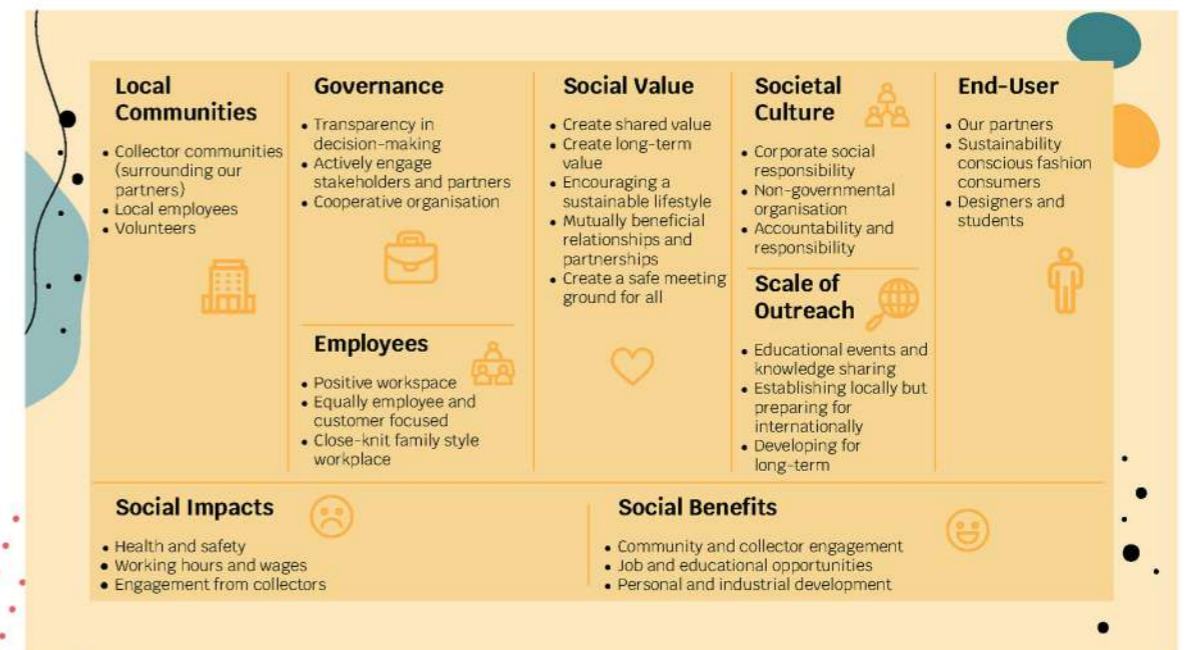 Local
Communities
• Collector communities
(surrounding our
partners)
• Local employees
• Volunteers
Governance
• Transparency in
decision-making
• Actively engage
stakeholders and partners
• Cooperative organisation
Employees
• Positive workspace
• Equally employee and
customer focused
• Close-knit family style
workplace
Social Value
• Create shared value
• Create long-term
value
• Encouraging a
sustainable lifestyle
• Mutually beneficial
relationships and
partnerships
• Create a safe meeting
ground for all
Societal
Culture
• Corporate social
responsibility
• Non-governmental
organisation
• Accountability and
responsibility
Scale of
Outreach
• Educational events and
knowledge sharing
• Establishing locally but
preparing for
internationally
• Developing for
long-term
End-User
• Our partners
• Sustainability
conscious fashion
consumers
• Designers and
students
Social Impacts
• Health and safety
• Working hours and wages
• Engagement from collectors
Social Benefits
• Community and collector engagement
• Job and educational opportunities
• Personal and industrial development